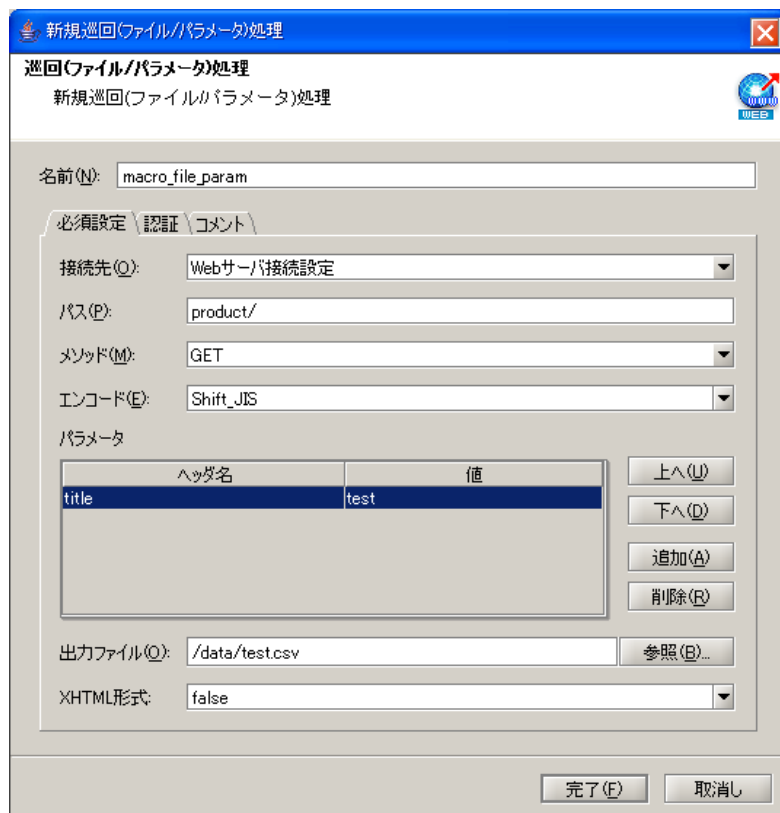 新規巡回(ファイル/パラメータ)処理
巡回(ファイル/パラメータ)処理
新規巡回(ファイル/パラメータ)処理
WWW
WEB
名前(N): macro_file_param
必須設定 認証 コメント
接続先(O): Webサーバ接続設定
パス(P): product/
メソッド(M): GET
エンコード(E): Shift_JIS
パラメータ
ヘッダ名 値 上へ(U)
title test
下へ(D)
追加(A)
削除(R)
出力ファイル(O): /data/test.csv 参照(B)...
XHTML形式: false
完了(F) 取消し